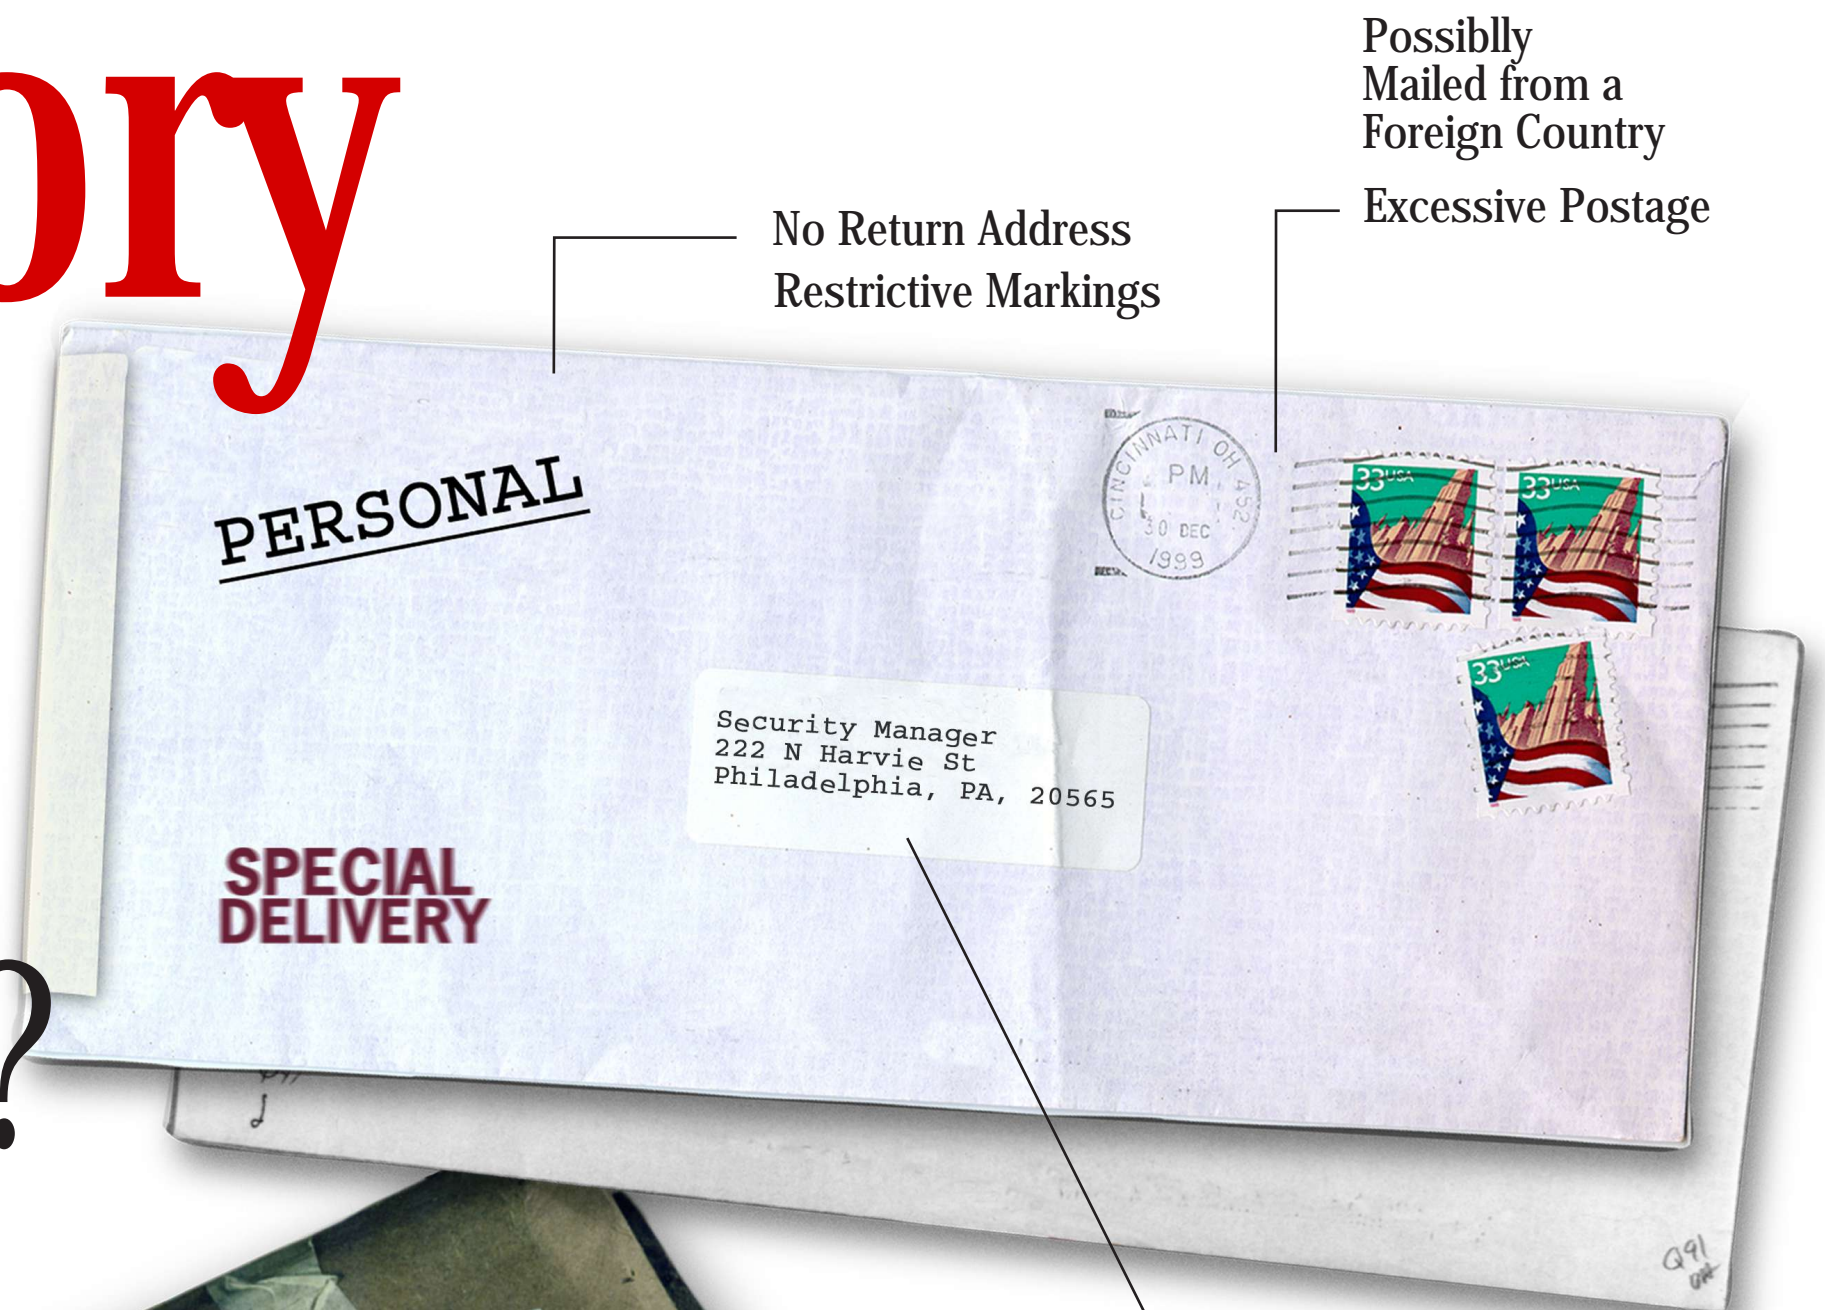 ory
Possiblly
Mailed from a
Foreign Country
Excessive Postage
No Return Address
Restrictive Markings
PERSONAL
CINCINNATI OH 452
PM
30 DEC
1999
33USA
33USA
33USA
Security Manager
222 N Harvie St
Philadelphia, PA, 20565
SPECIAL
DELIVERY
?
Q91